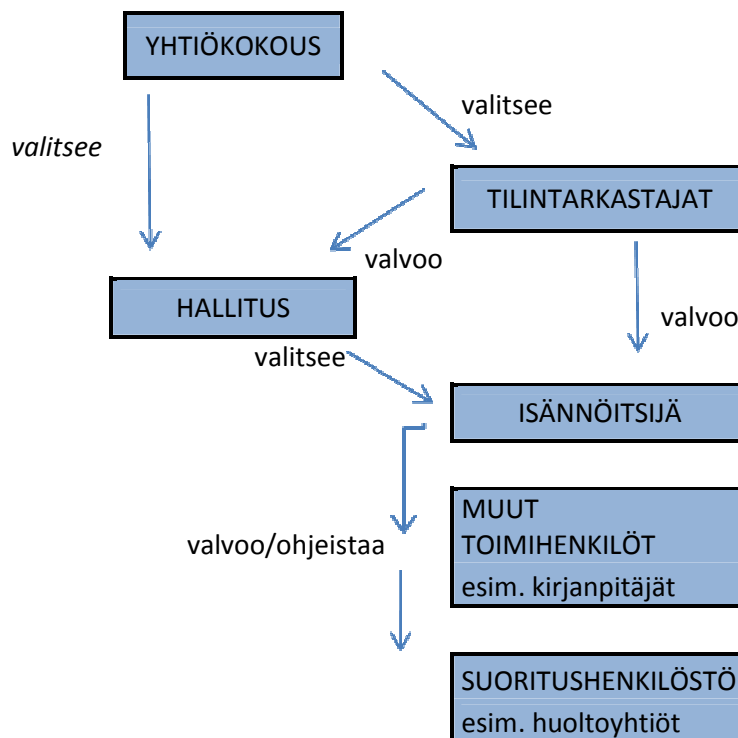 YHTIÖKOKOUS
valitsee
valitsee
TILINTARKASTAJAT
valvoo
HALLITUS
valvoo
valitsee
ISÄNNÖITSIJÄ
MUUT
TOIMIHENKILÖT
valvoo/ohjeistaa
esim. kirjanpitäjät
SUORITUSHENKILÖSTÖ
esim. huoltoyhtiöt